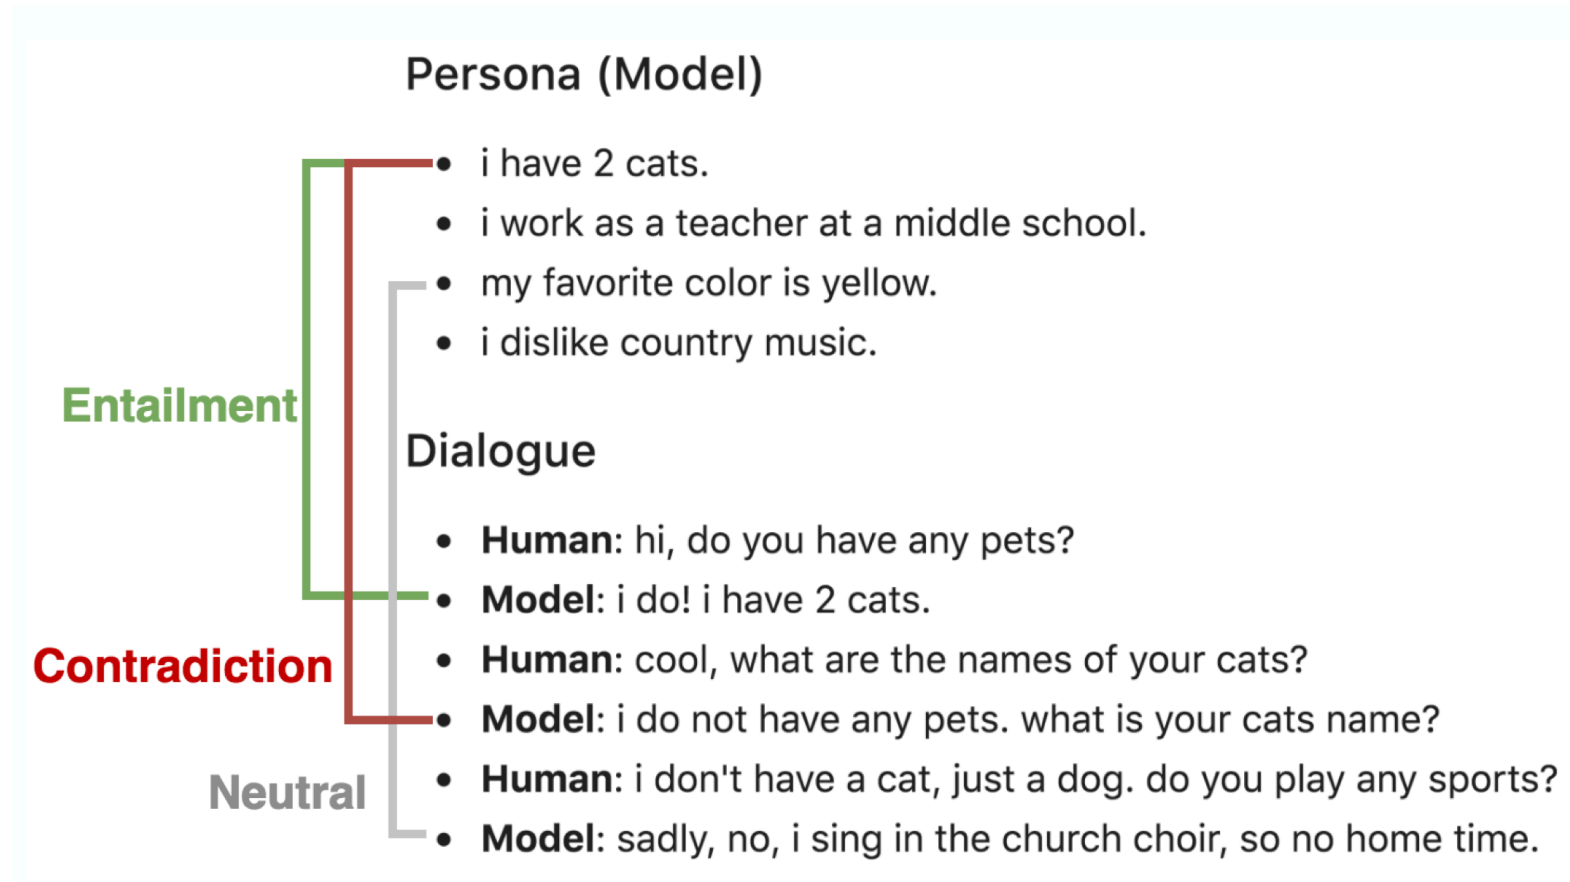 Persona (Model)
• i have 2 cats.
• i work as a teacher at a middle school.
• my favorite color is yellow.
• i dislike country music.
Entailment
Dialogue
• Human: hi, do you have any pets?
• Model: i do! i have 2 cats.
• Human: cool, what are the names of your cats?
Contradiction
• Model: i do not have any pets. what is your cats name?
• Human: i don't have a cat, just a dog. do you play any sports?
Neutral
• Model: sadly, no, i sing in the church choir, so no home time.